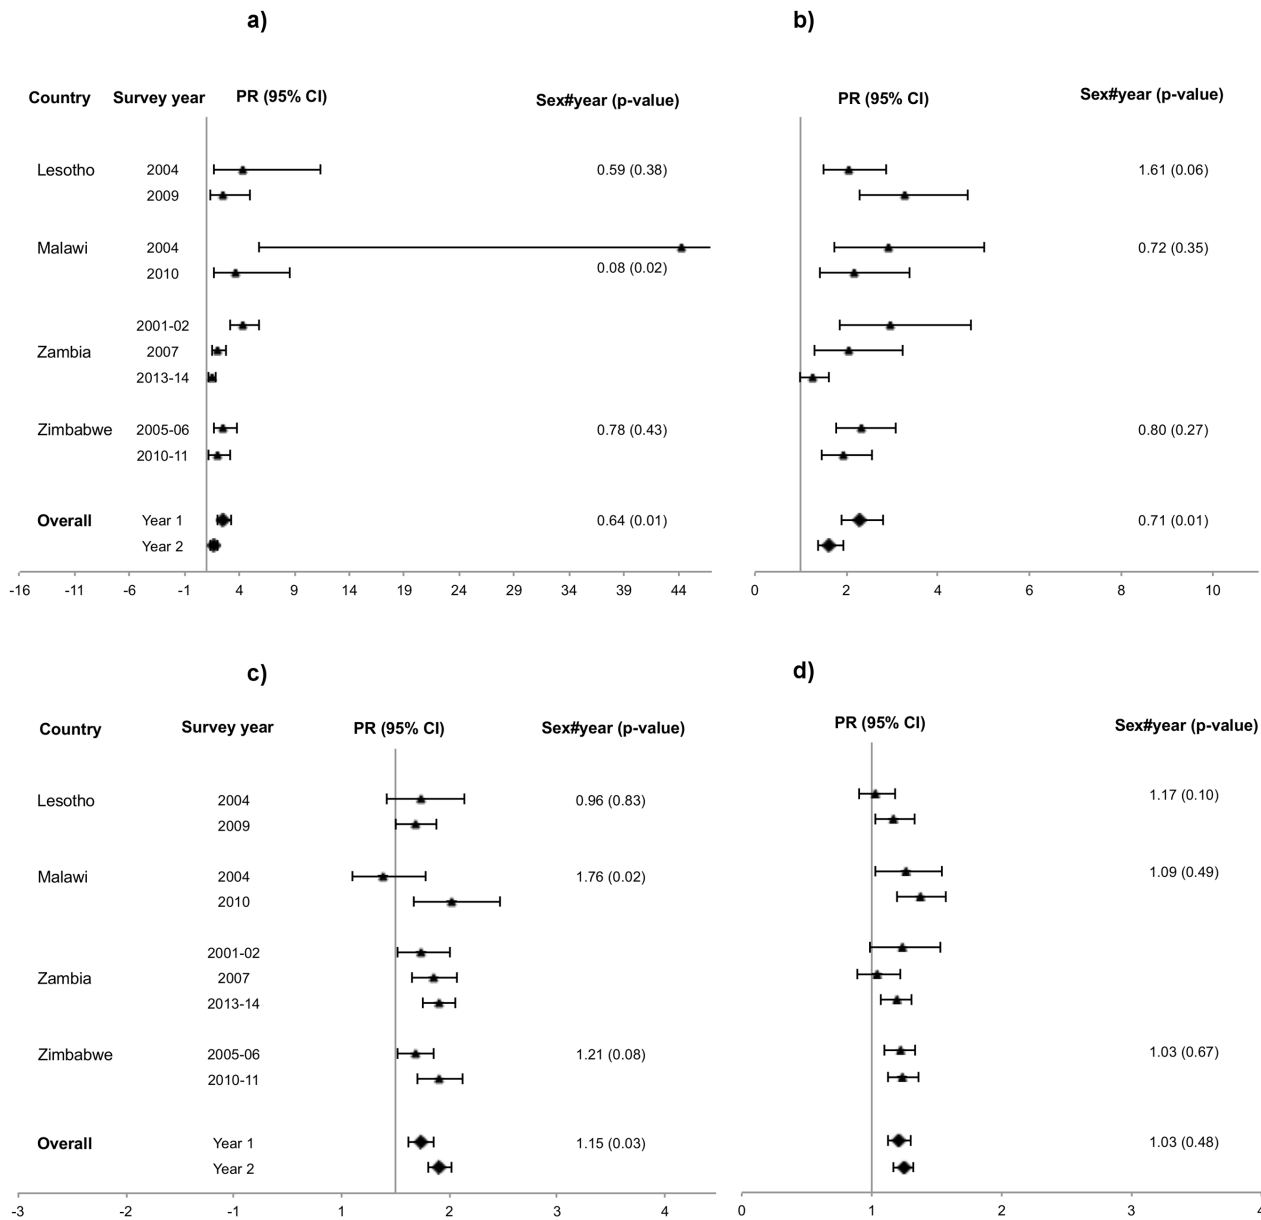 a)
Country Survey year PR (95% CI) Sex#year (p-value)
Lesotho 2004 0.59 (0.38)
2009
Malawi 2004
0.08 (0.02)
2010
2001-02
Zambia 2007
2013-14
Zimbabwe 2005-06 0.78 (0.43)
2010-11
Overall Year 1 0.64 (0.01)
Year 2
-16 -11 -6 -1 4 9 14 19 24 29 34 39 44
b)
PR (95% CI) Sex#year (p-value)
1.61 (0.06)
0.72 (0.35)
0.80 (0.27)
0.71 (0.01)
0 2 4 6 8 10
c)
Country Survey year PR (95% CI) Sex#year (p-value)
Lesotho 2004 0.96 (0.83)
2009
Malawi 2004 1.76 (0.02)
2010
2001-02
Zambia 2007
2013-14
Zimbabwe 2005-06 1.21 (0.08)
2010-11
Overall Year 1 1.15 (0.03)
Year 2
-3 -2 -1 1 2 3 4
d)
PR (95% CI) Sex#year (p-value)
1.17 (0.10)
1.09 (0.49)
1.03 (0.67)
1.03 (0.48)
0 1 2 3 4